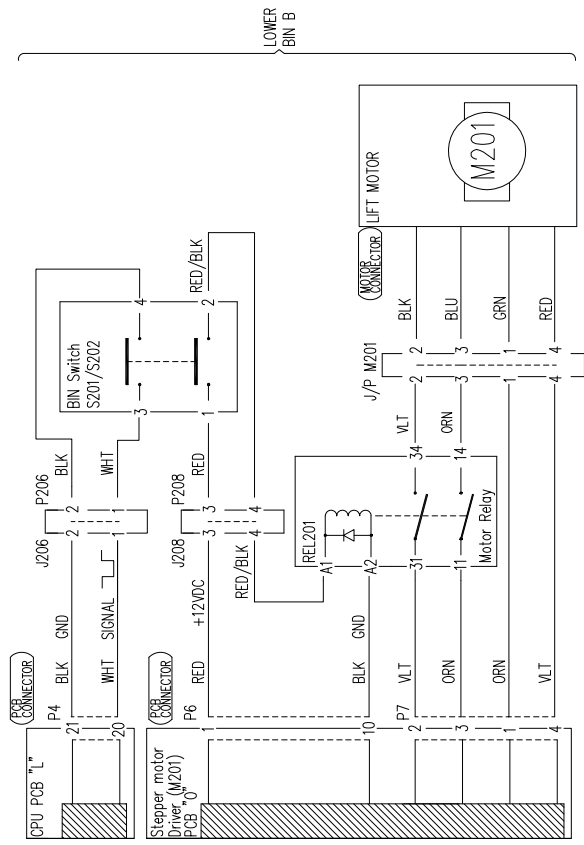 LOWER
BIN B
CPU PCB "L"
PCB
CONNECTOR
P4
21
20
BLK
WHT
GND
SIGNAL
J206
P206
2
2
1
1
BLK
WHT
BIN Switch
S201/S202
3
4
1
2
RED/BLK
Stepper motor
Driver (M201)
PCB "O"
PCB
CONNECTOR
P6
1
10
RED
BLK
+12VDC
GND
J208
P208
3
3
4
4
RED
RED/BLK
REL201
A1
A2
31
34
11
14
Motor Relay
P7
2
3
1
4
VLT
ORN
ORN
VLT
VLT
ORN
J/P M201
2
2
3
3
1
1
4
4
BLK
BLU
GRN
RED
MOTOR
CONNECTOR
LIFT MOTOR
M201